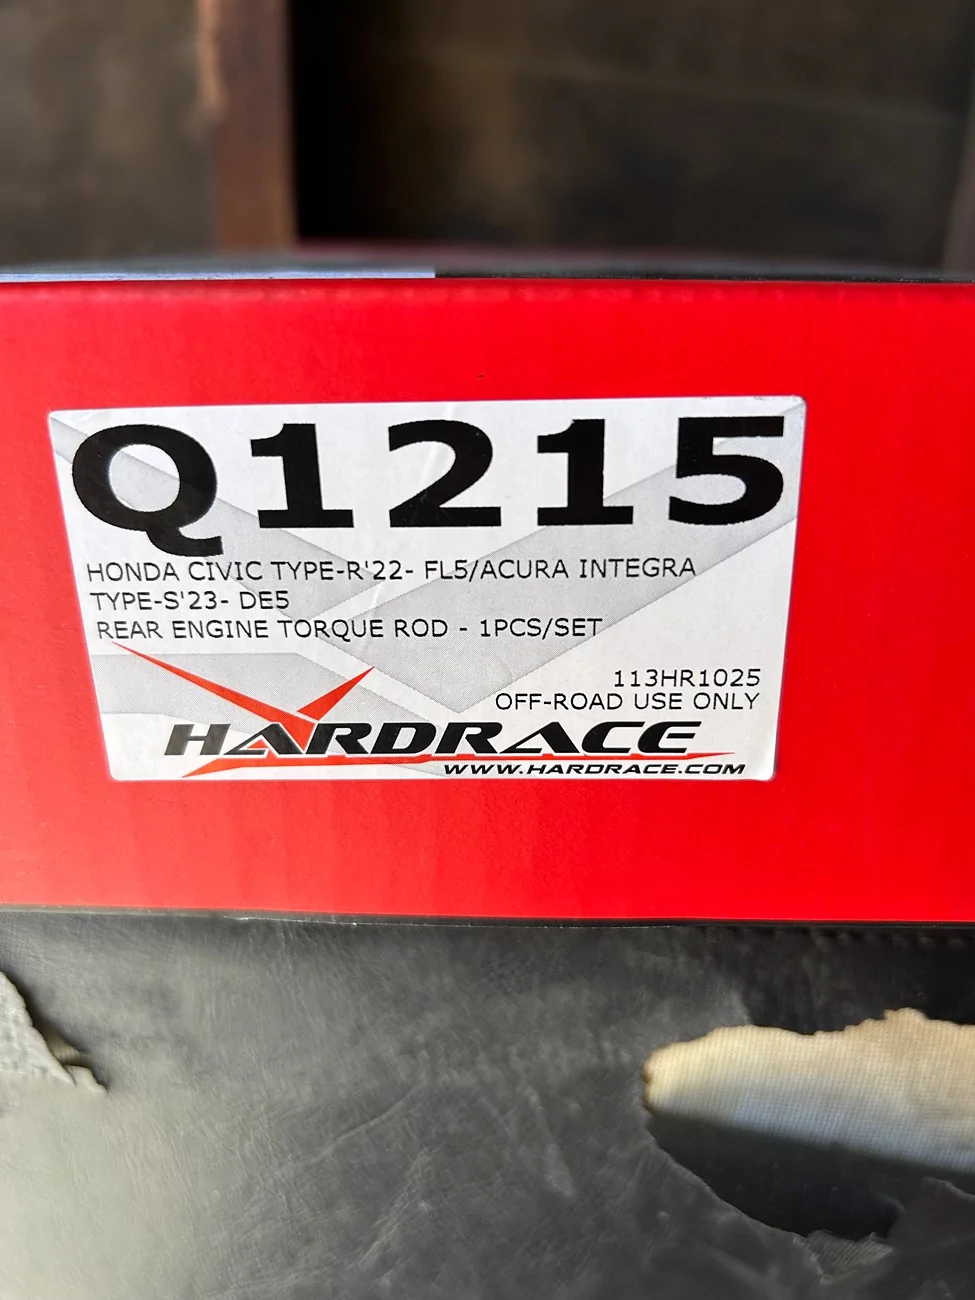 Q1215
HONDA CIVIC TYPE-R'22- FL5/ACURA INTEGRA
TYPE-S'23- DE5
REAR ENGINE TORQUE ROD - 1PCS/SET
113HR1025
OFF-ROAD USE ONLY
HARDRACE
WWW.HARDRACE.COM